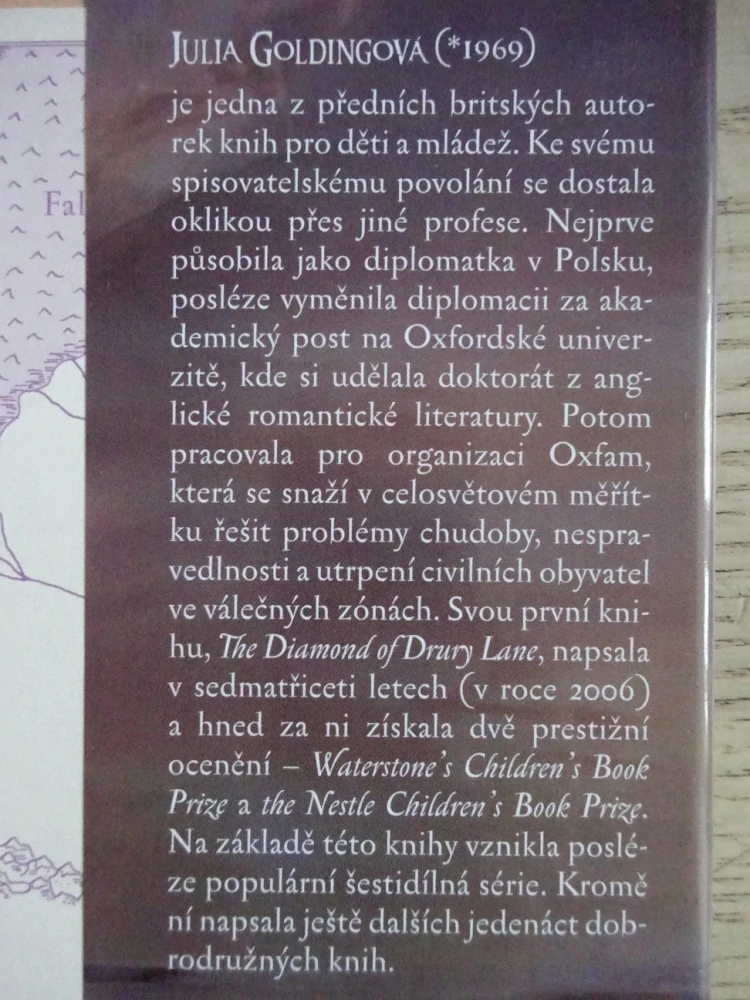 Fal
Julia Goldingová (*1969)
je jedna z předních britských auto-
rek knih pro děti a mládež. Ke svému
spisovatelskému povolání se dostala
oklikou přes jiné profese. Nejprve
působila jako diplomatka v Polsku,
posléze vyměnila diplomacii za aka-
demický post na Oxfordské univer-
zitě, kde si udělala doktorát z ang-
lické romantické literatury. Potom
pracovala pro organizaci Oxfam,
která se snaží v celosvětovém měřít-
ku řešit problémy chudoby, nespra-
vedlnosti a utrpení civilních obyvatel
ve válečných zónách. Svou první kni-
hu, The Diamond of Drury Lane, napsala
v sedmatřiceti letech (v roce 2006)
a hned za ni získala dvě prestižní
ocenění – Waterstone's Children's Book
Prize a the Nestle Children's Book Prize.
Na základě této knihy vznikla poslé-
ze populární šestidílná série. Kromě
ní napsala ještě dalších jedenáct dob-
rodružných knih.